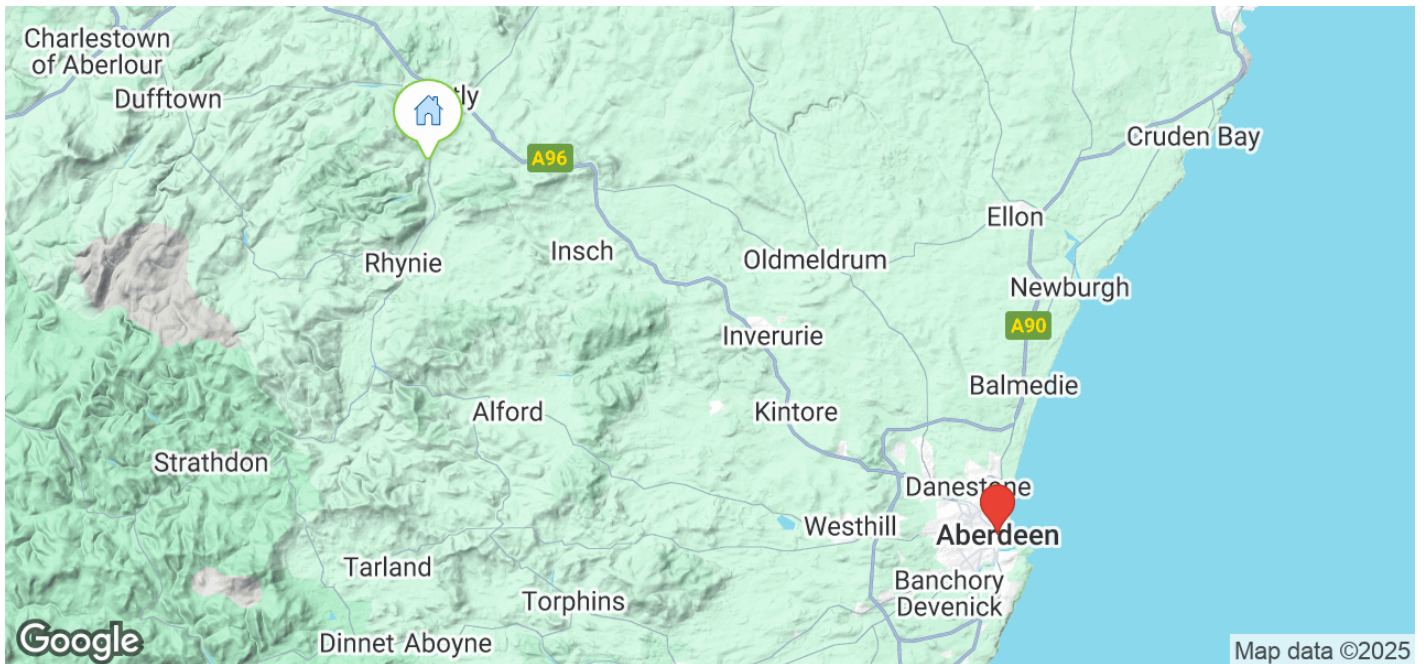 Charlestown
of Aberlour
Dufftown
tly
A96
Cruden Bay
Ellon
Rhynie
Insch
Oldmeldrum
Newburgh
A90
Inverurie
Balmedie
Alford
Kintore
Strathdon
Danestone
Westhill
Aberdeen
Tarland
Banchory
Devenick
Torphins
Dinnet Aboyne
Google
Map data ©2025